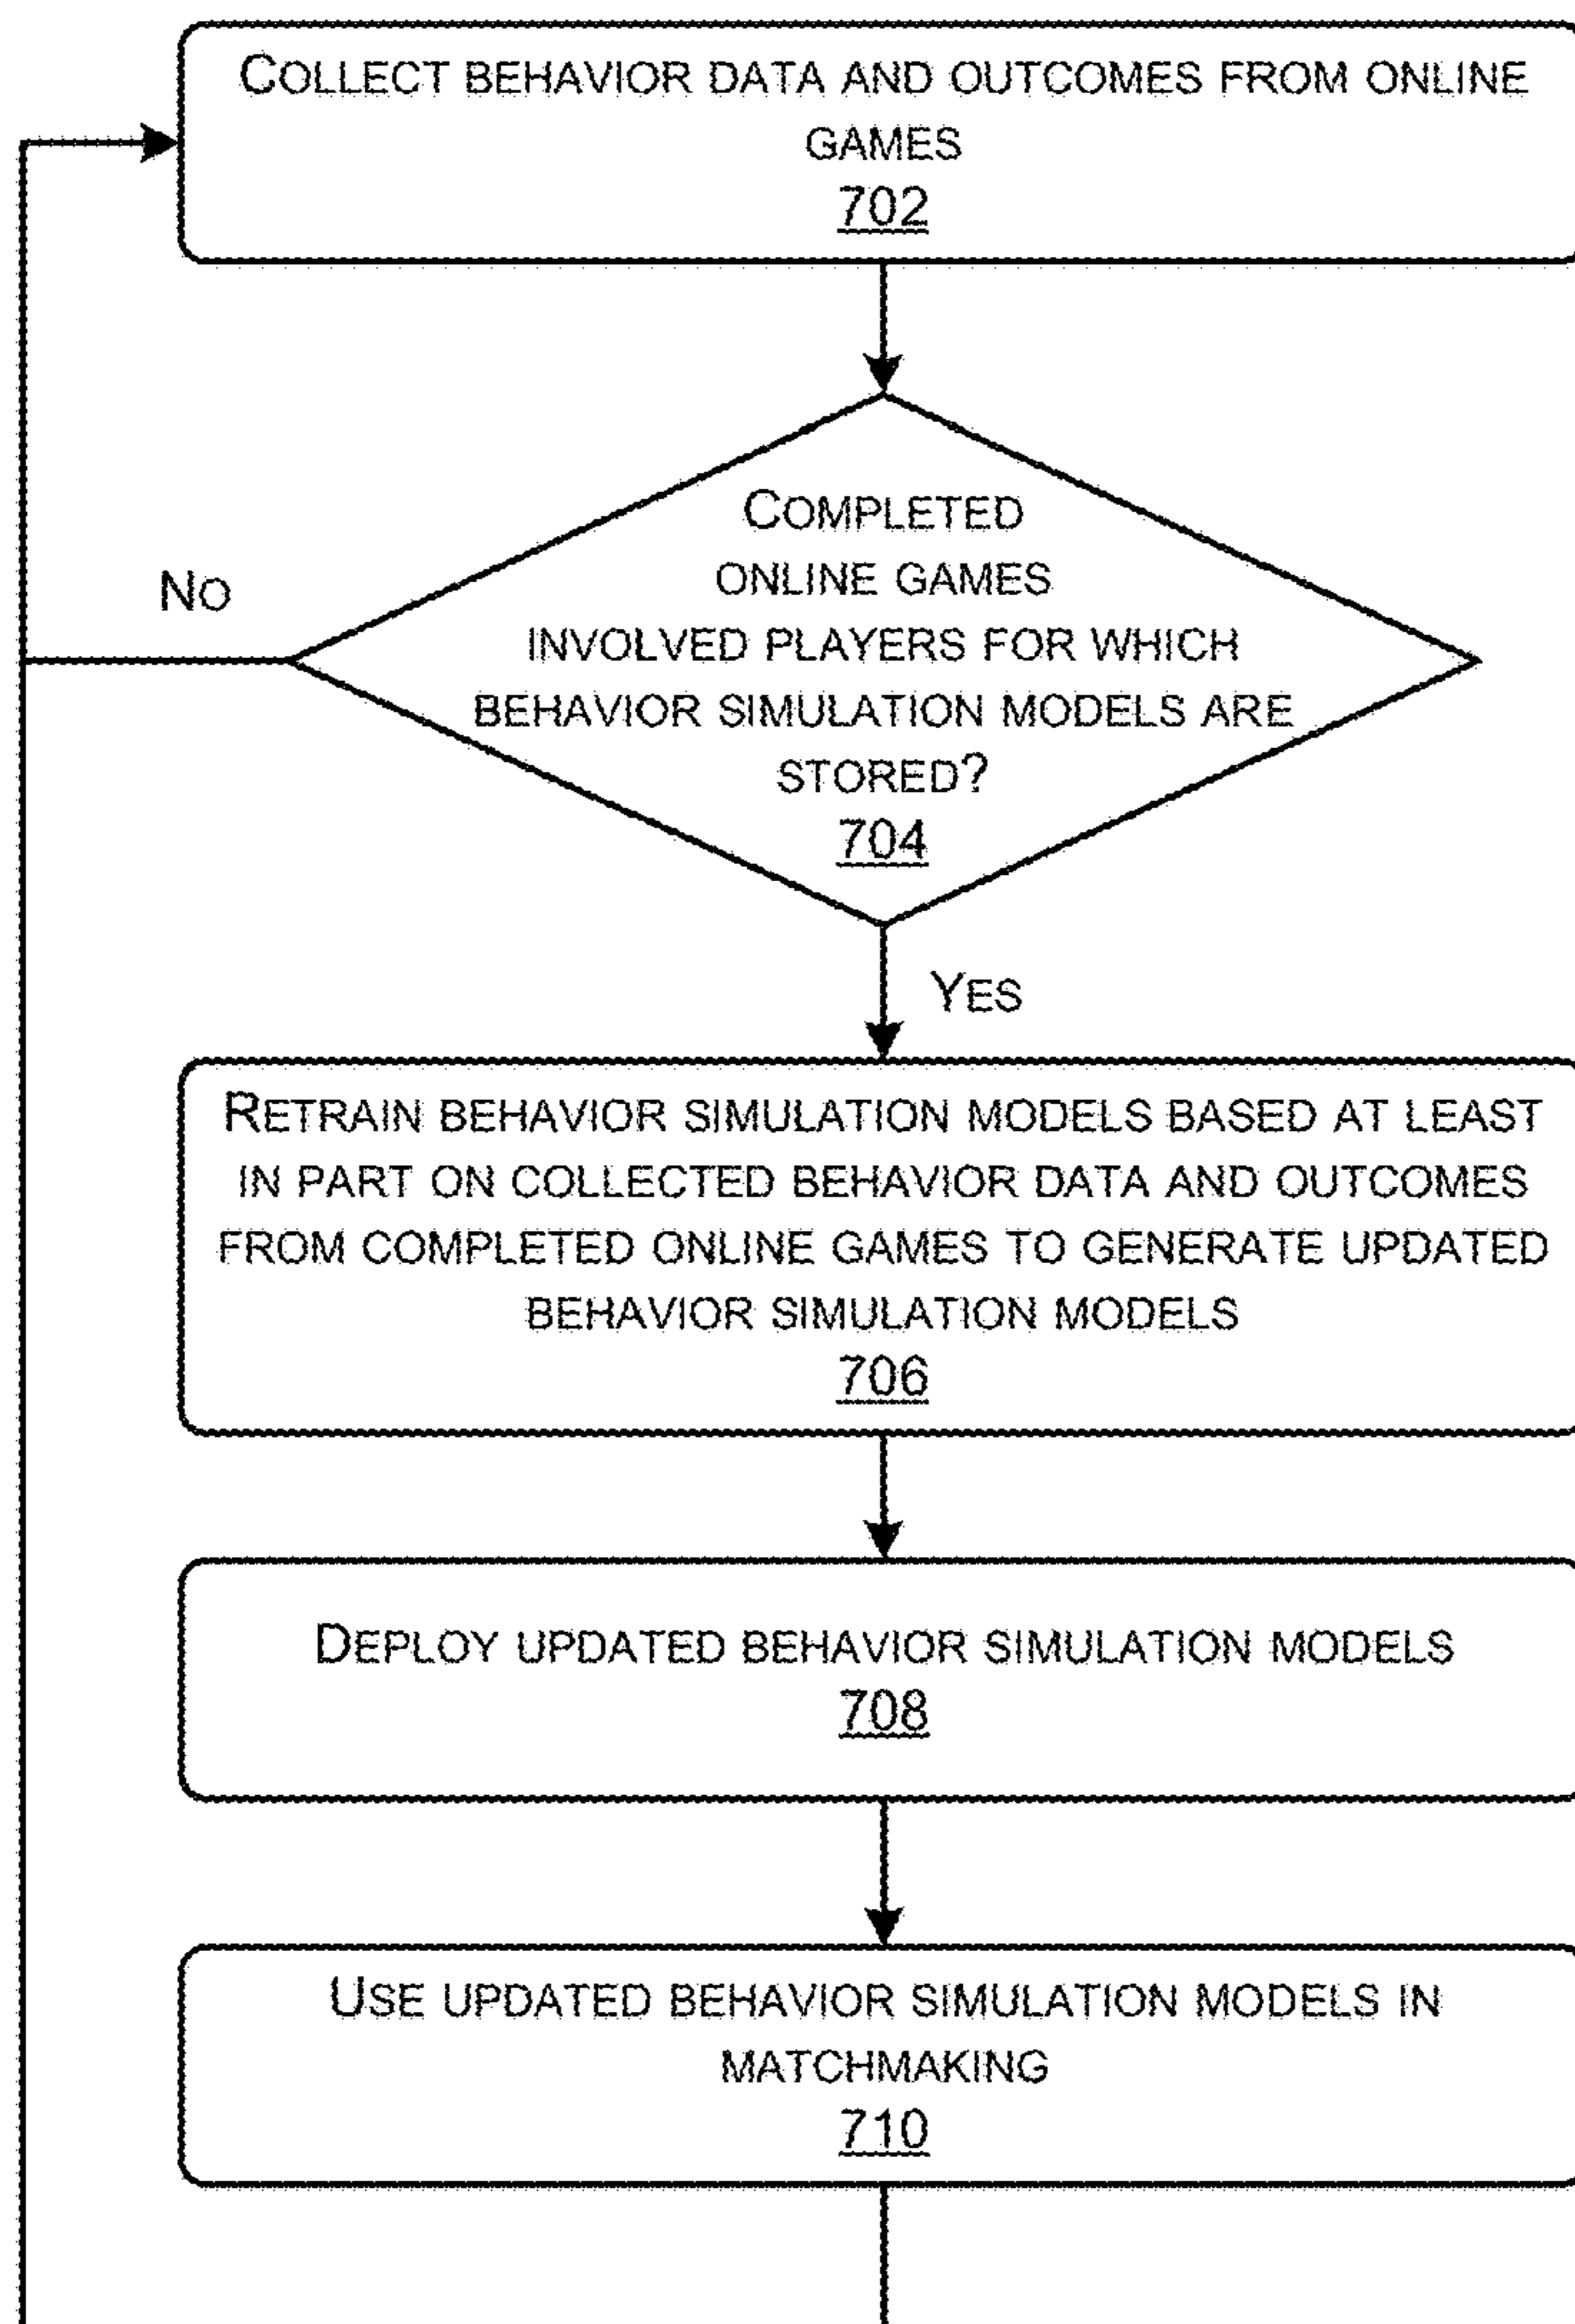 COLLECT BEHAVIOR DATA AND OUTCOMES FROM ONLINE
GAMES
702
COMPLETED
ONLINE GAMES
INVOLVED PLAYERS FOR WHICH
BEHAVIOR SIMULATION MODELS ARE
STORED?
704
NO
YES
RETRAIN BEHAVIOR SIMULATION MODELS BASED AT LEAST
IN PART ON COLLECTED BEHAVIOR DATA AND OUTCOMES
FROM COMPLETED ONLINE GAMES TO GENERATE UPDATED
BEHAVIOR SIMULATION MODELS
706
DEPLOY UPDATED BEHAVIOR SIMULATION MODELS
708
USE UPDATED BEHAVIOR SIMULATION MODELS IN
MATCHMAKING
710